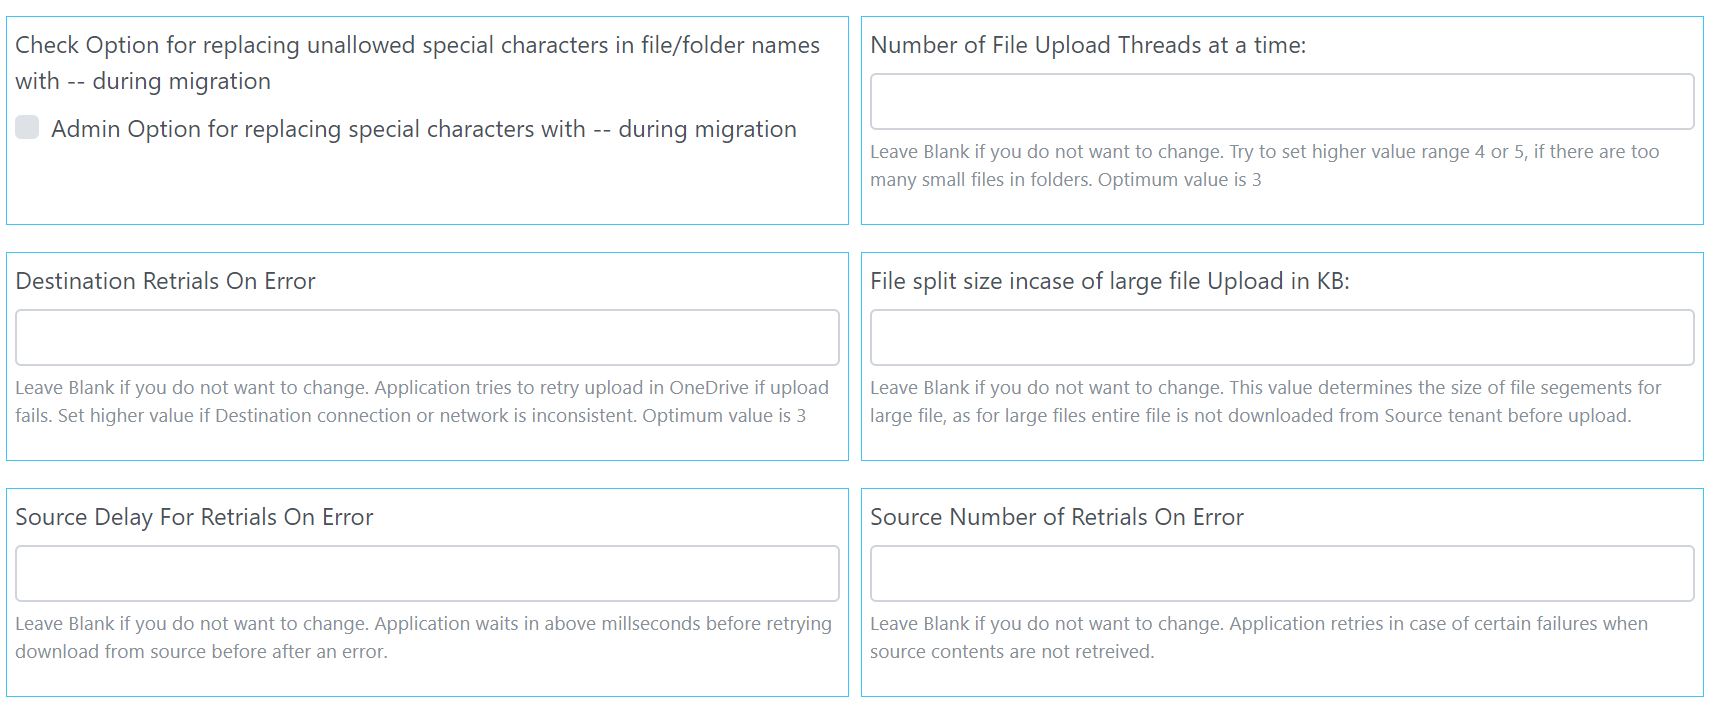 Check Option for replacing unallowed special characters in file/folder names
with -- during migration
Admin Option for replacing special characters with -- during migration
Number of File Upload Threads at a time:
Leave Blank if you do not want to change. Try to set higher value range 4 or 5, if there are too
many small files in folders. Optimum value is 3
Destination Retrials On Error
Leave Blank if you do not want to change. Application tries to retry upload in OneDrive if upload
fails. Set higher value if Destination connection or network is inconsistent. Optimum value is 3
File split size incase of large file Upload in KB:
Leave Blank if you do not want to change. This value determines the size of file segements for
large file, as for large files entire file is not downloaded from Source tenant before upload.
Source Delay For Retrials On Error
Leave Blank if you do not want to change. Application waits in above millseconds before retrying
download from source before after an error.
Source Number of Retrials On Error
Leave Blank if you do not want to change. Application retries in case of certain failures when
source contents are not retreived.